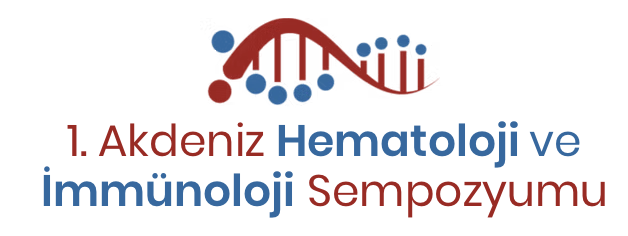 1. Akdeniz Hematoloji ve
İmmünoloji Sempozyumu